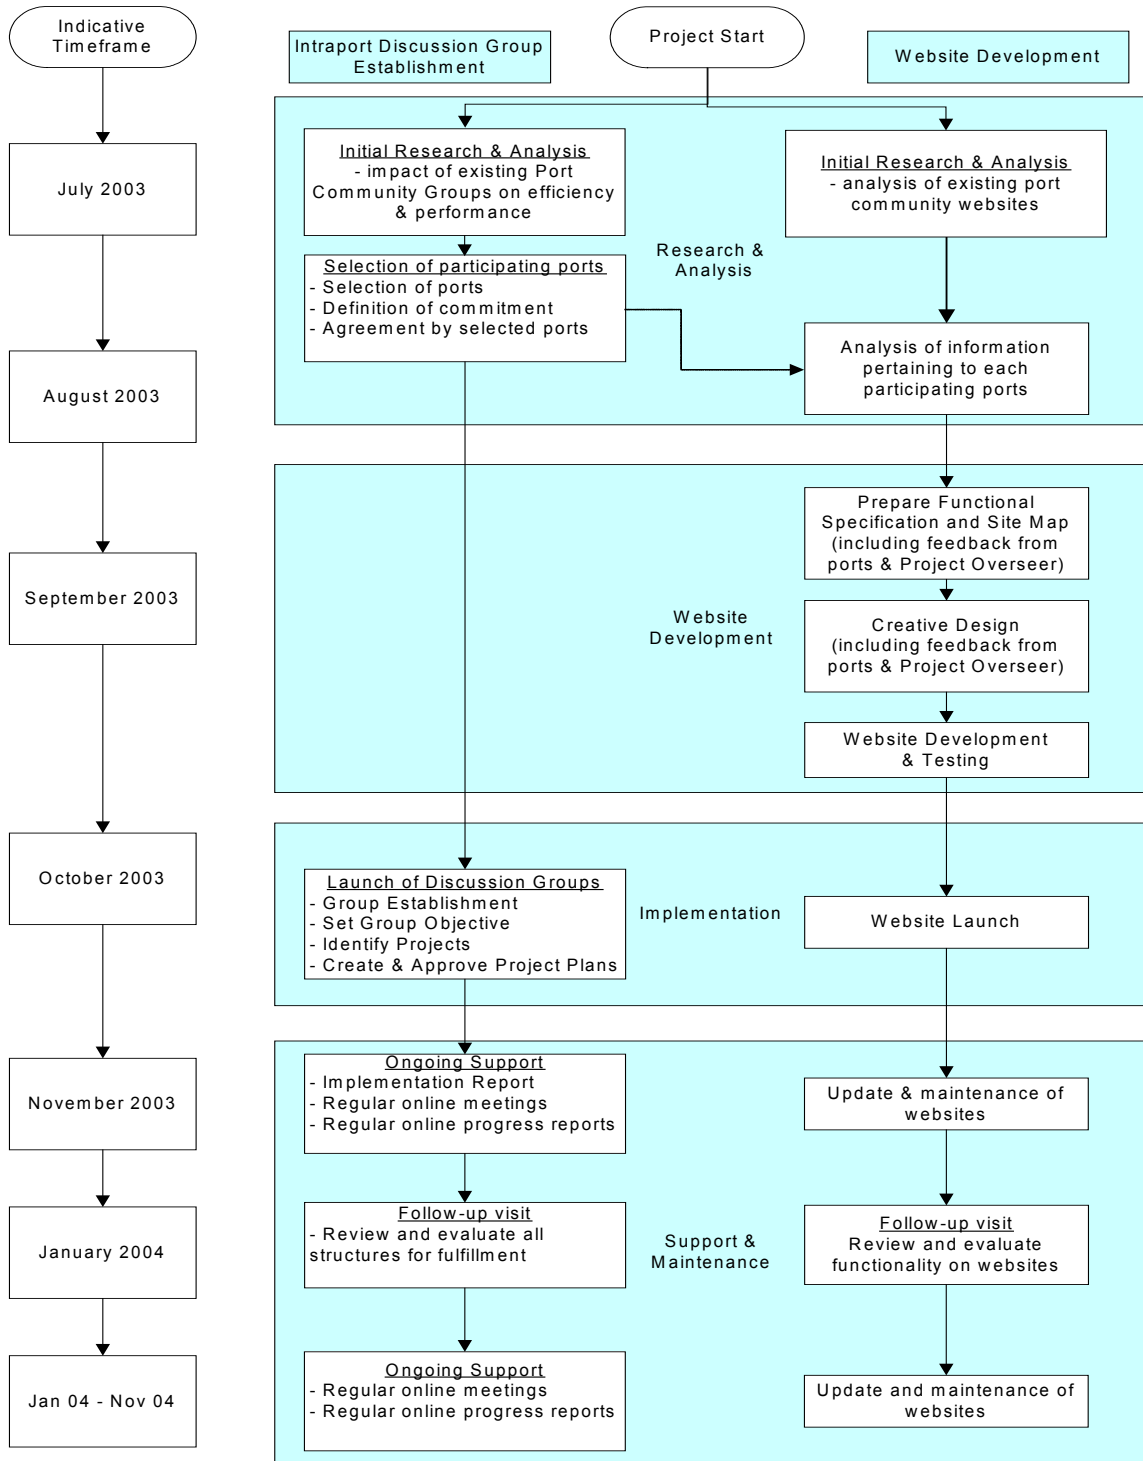 Indicative
Timeframe
Intraport Discussion Group
Establishment
Project Start
Website Development
July 2003
Initial Research & Analysis
- impact of existing Port
Community Groups on efficiency
& performance
Initial Research & Analysis
- analysis of existing port
community websites
Research &
Analysis
Selection of participating ports
- Selection of ports
- Definition of commitment
- Agreement by selected ports
August 2003
Analysis of information
pertaining to each
participating ports
Prepare Functional
Specification and Site Map
(including feedback from
ports & Project Overseer)
September 2003
Website
Development
Creative Design
(including feedback from
ports & Project Overseer)
Website Development
& Testing
October 2003
Launch of Discussion Groups
- Group Establishment
- Set Group Objective
- Identify Projects
- Create & Approve Project Plans
Implementation
Website Launch
November 2003
Ongoing Support
- Implementation Report
- Regular online meetings
- Regular online progress reports
Update & maintenance of
websites
January 2004
Follow-up visit
- Review and evaluate all
structures for fulfillment
Support &
Maintenance
Follow-up visit
Review and evaluate
functionality on websites
Jan 04 - Nov 04
Ongoing Support
- Regular online meetings
- Regular online progress reports
Update and maintenance of
websites